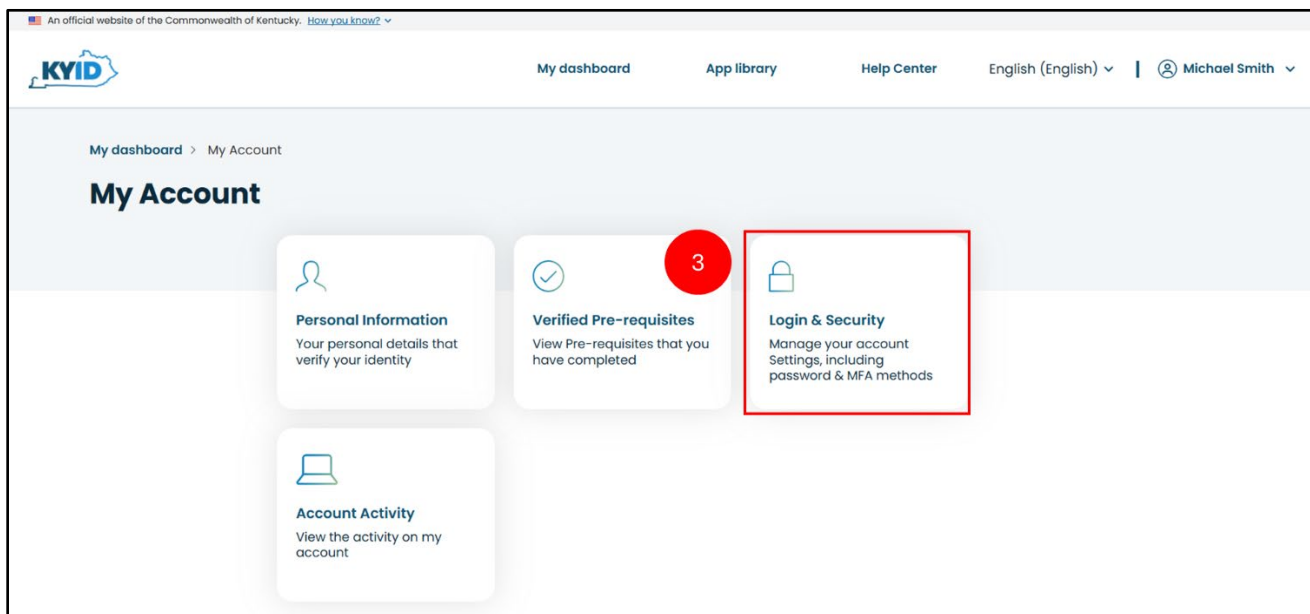 An official website of the Commonwealth of Kentucky. How you know?
KYID
My dashboard
App library
Help Center
English (English)
Michael Smith
My dashboard > My Account
My Account
3
Personal Information
Your personal details that
verify your identity
Verified Pre-requisites
View Pre-requisites that you
have completed
Login & Security
Manage your account
Settings, including
password & MFA methods
Account Activity
View the activity on my
account